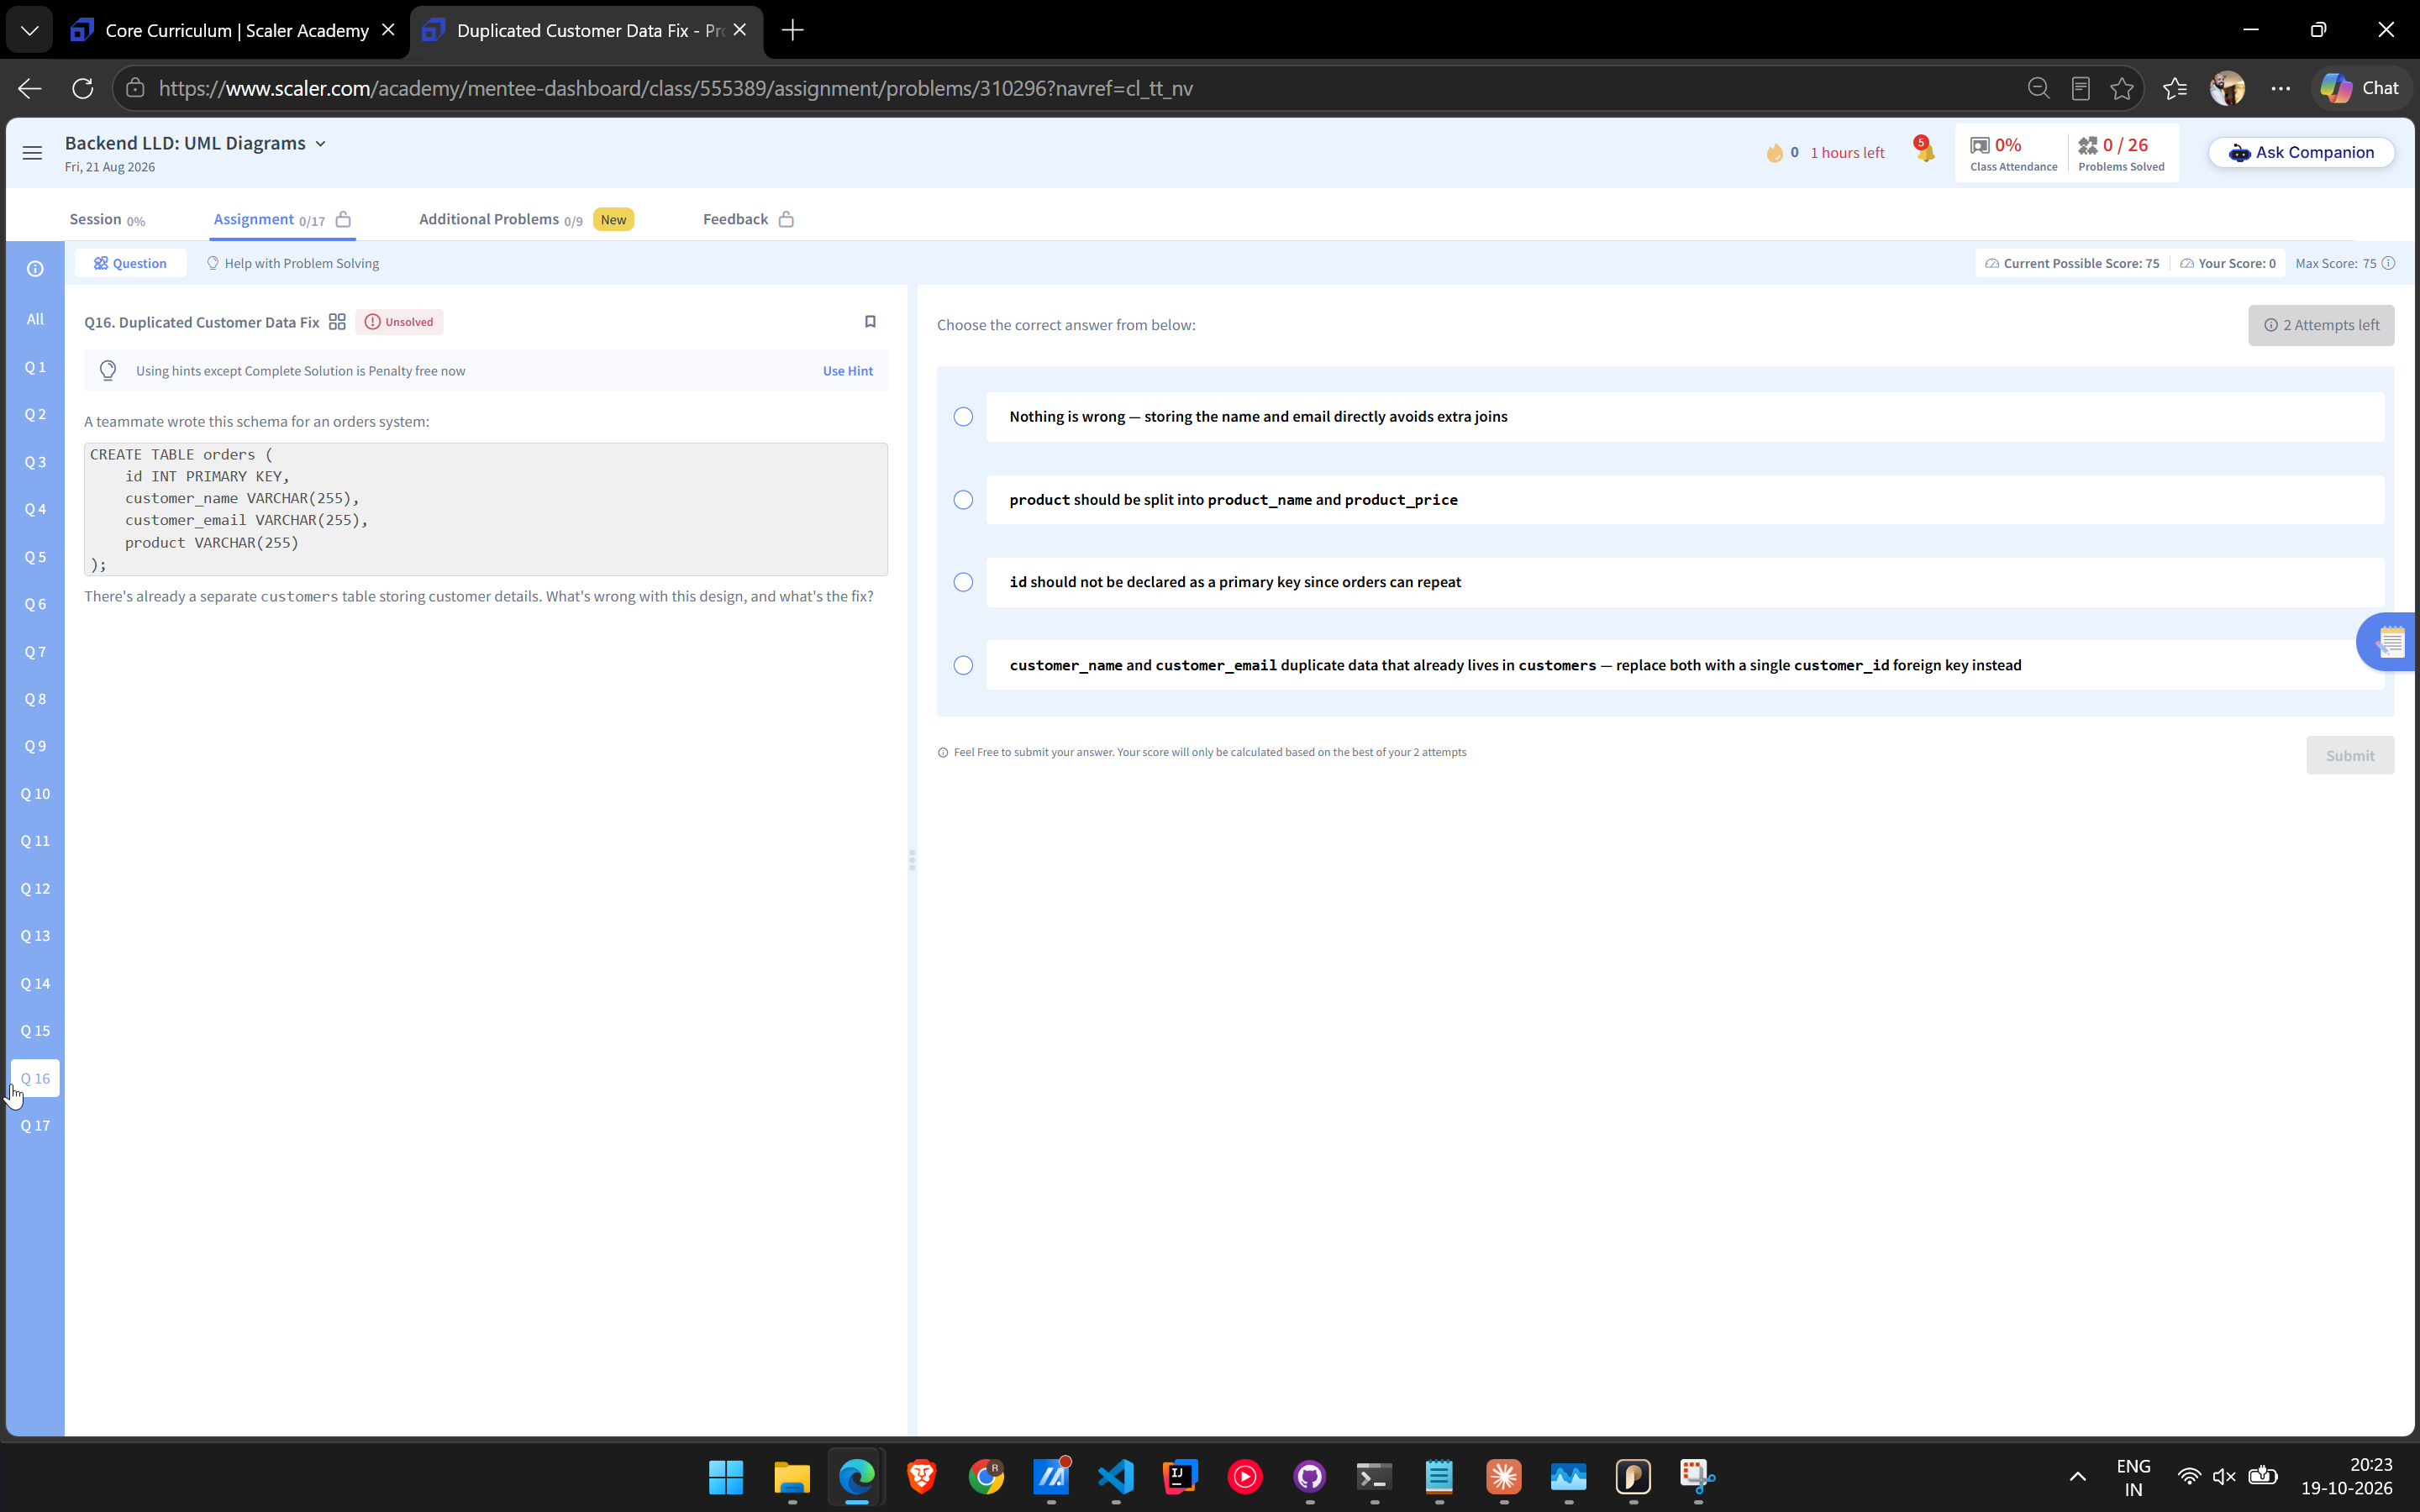 Core Curriculum | Scaler Academy
Duplicated Customer Data Fix - Pr
https://www.scaler.com/academy/mentee-dashboard/class/555389/assignment/problems/310296?navref=cl_tt_nv
Chat
Backend LLD: UML Diagrams
Fri, 21 Aug 2026
0 1 hours left
5
0%
Class Attendance
0 / 26
Problems Solved
Ask Companion
Session 0%
Assignment 0/17
Additional Problems 0/9 New
Feedback
Question
Help with Problem Solving
Current Possible Score: 75
Your Score: 0
Max Score: 75
All
Q 1
Q 2
Q 3
Q 4
Q 5
Q 6
Q 7
Q 8
Q 9
Q 10
Q 11
Q 12
Q 13
Q 14
Q 15
Q 16
Q 17
Q16. Duplicated Customer Data Fix
Unsolved
Using hints except Complete Solution is Penalty free now
Use Hint
A teammate wrote this schema for an orders system:
CREATE TABLE orders (
id INT PRIMARY KEY,
customer_name VARCHAR(255),
customer_email VARCHAR(255),
product VARCHAR(255)
);
There's already a separate customers table storing customer details. What's wrong with this design, and what's the fix?
Choose the correct answer from below:
2 Attempts left
Nothing is wrong — storing the name and email directly avoids extra joins
product should be split into product_name and product_price
id should not be declared as a primary key since orders can repeat
customer_name and customer_email duplicate data that already lives in customers — replace both with a single customer_id foreign key instead
Feel Free to submit your answer. Your score will only be calculated based on the best of your 2 attempts
Submit
R
IJ
ENG
IN
20:23
19-10-2026